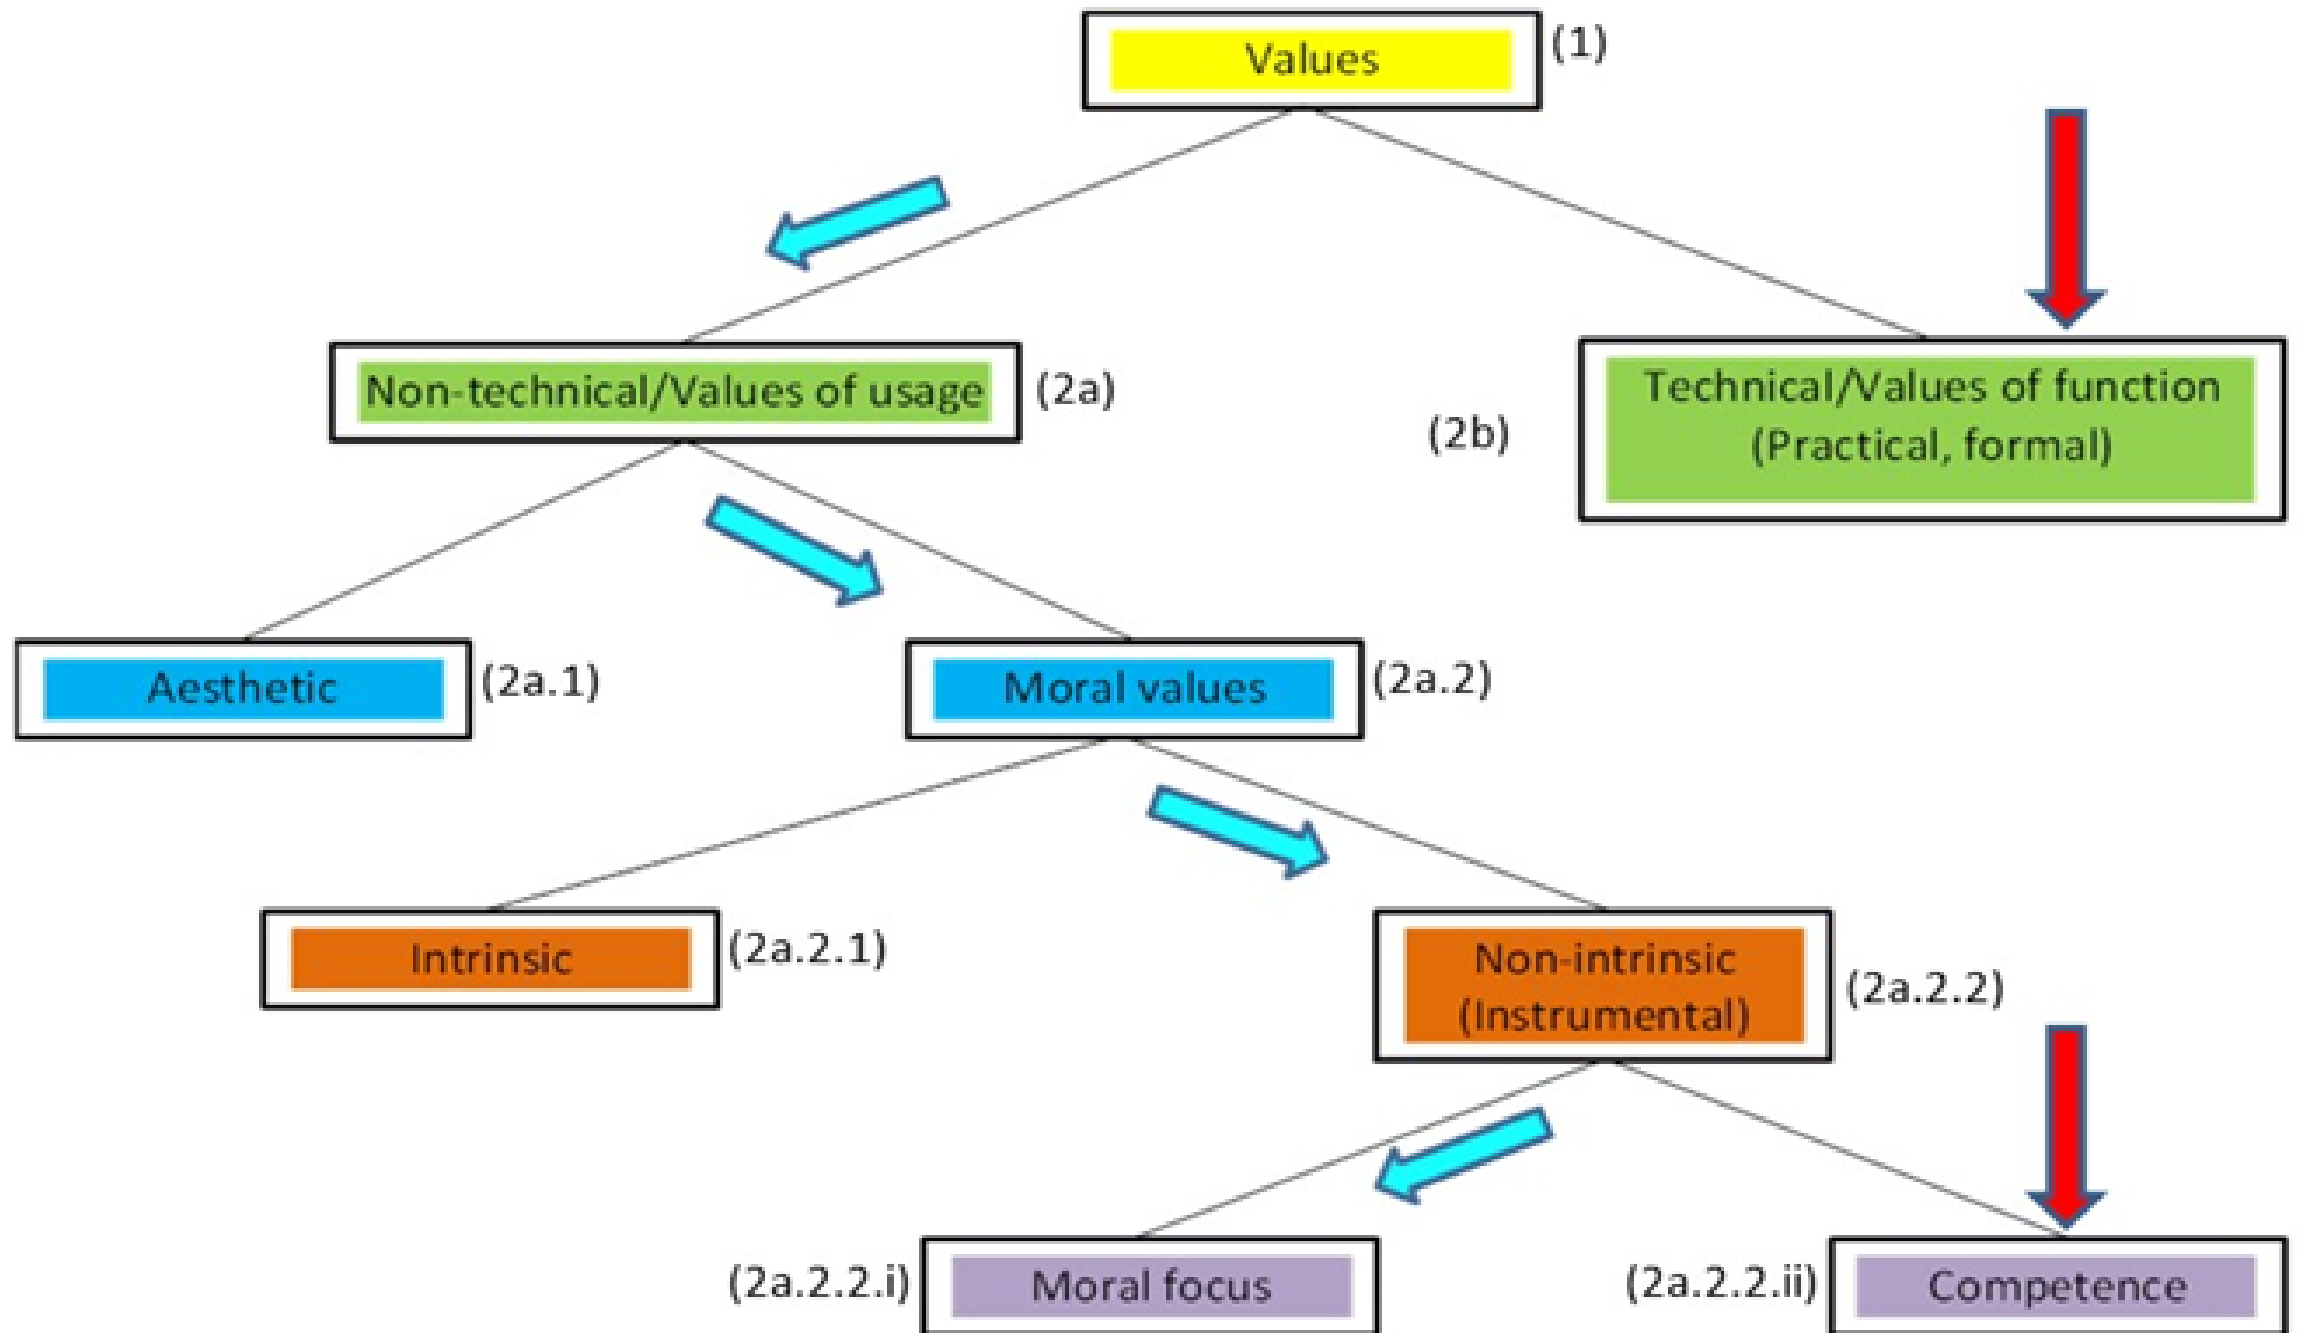 Values (1)
Non-technical/Values of usage (2a)
Technical/Values of function
(Practical, formal)
(2b)
Aesthetic (2a.1)
Moral values (2a.2)
Intrinsic (2a.2.1)
Non-intrinsic
(Instrumental)
(2a.2.2)
(2a.2.2.i) Moral focus
(2a.2.2.ii) Competence